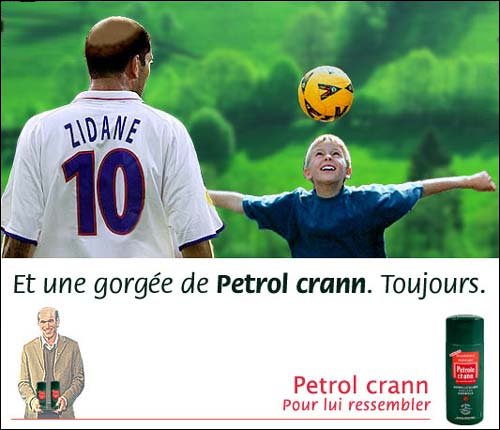 ZIDANE
10
Et une gorgée de Petrol crann. Toujours.
Petrole
crann
Petrol crann
Pour lui ressembler